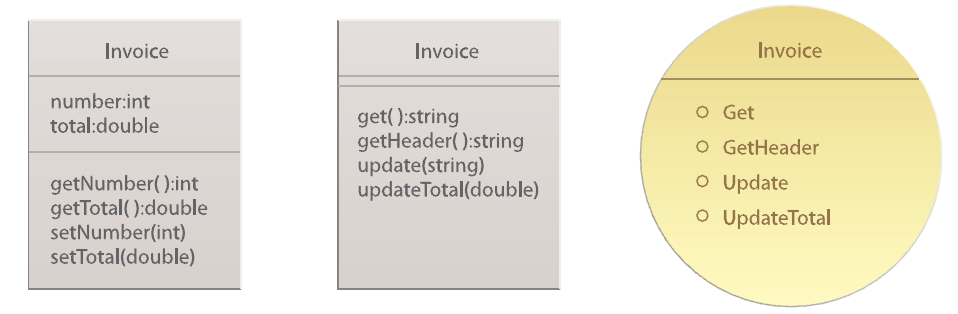 Invoice
number:int
total:double
getNumber( ):int
getTotal( ):double
setNumber(int)
setTotal(double)
Invoice
get( ):string
getHeader( ):string
update(string)
updateTotal(double)
Invoice
Get
GetHeader
Update
UpdateTotal